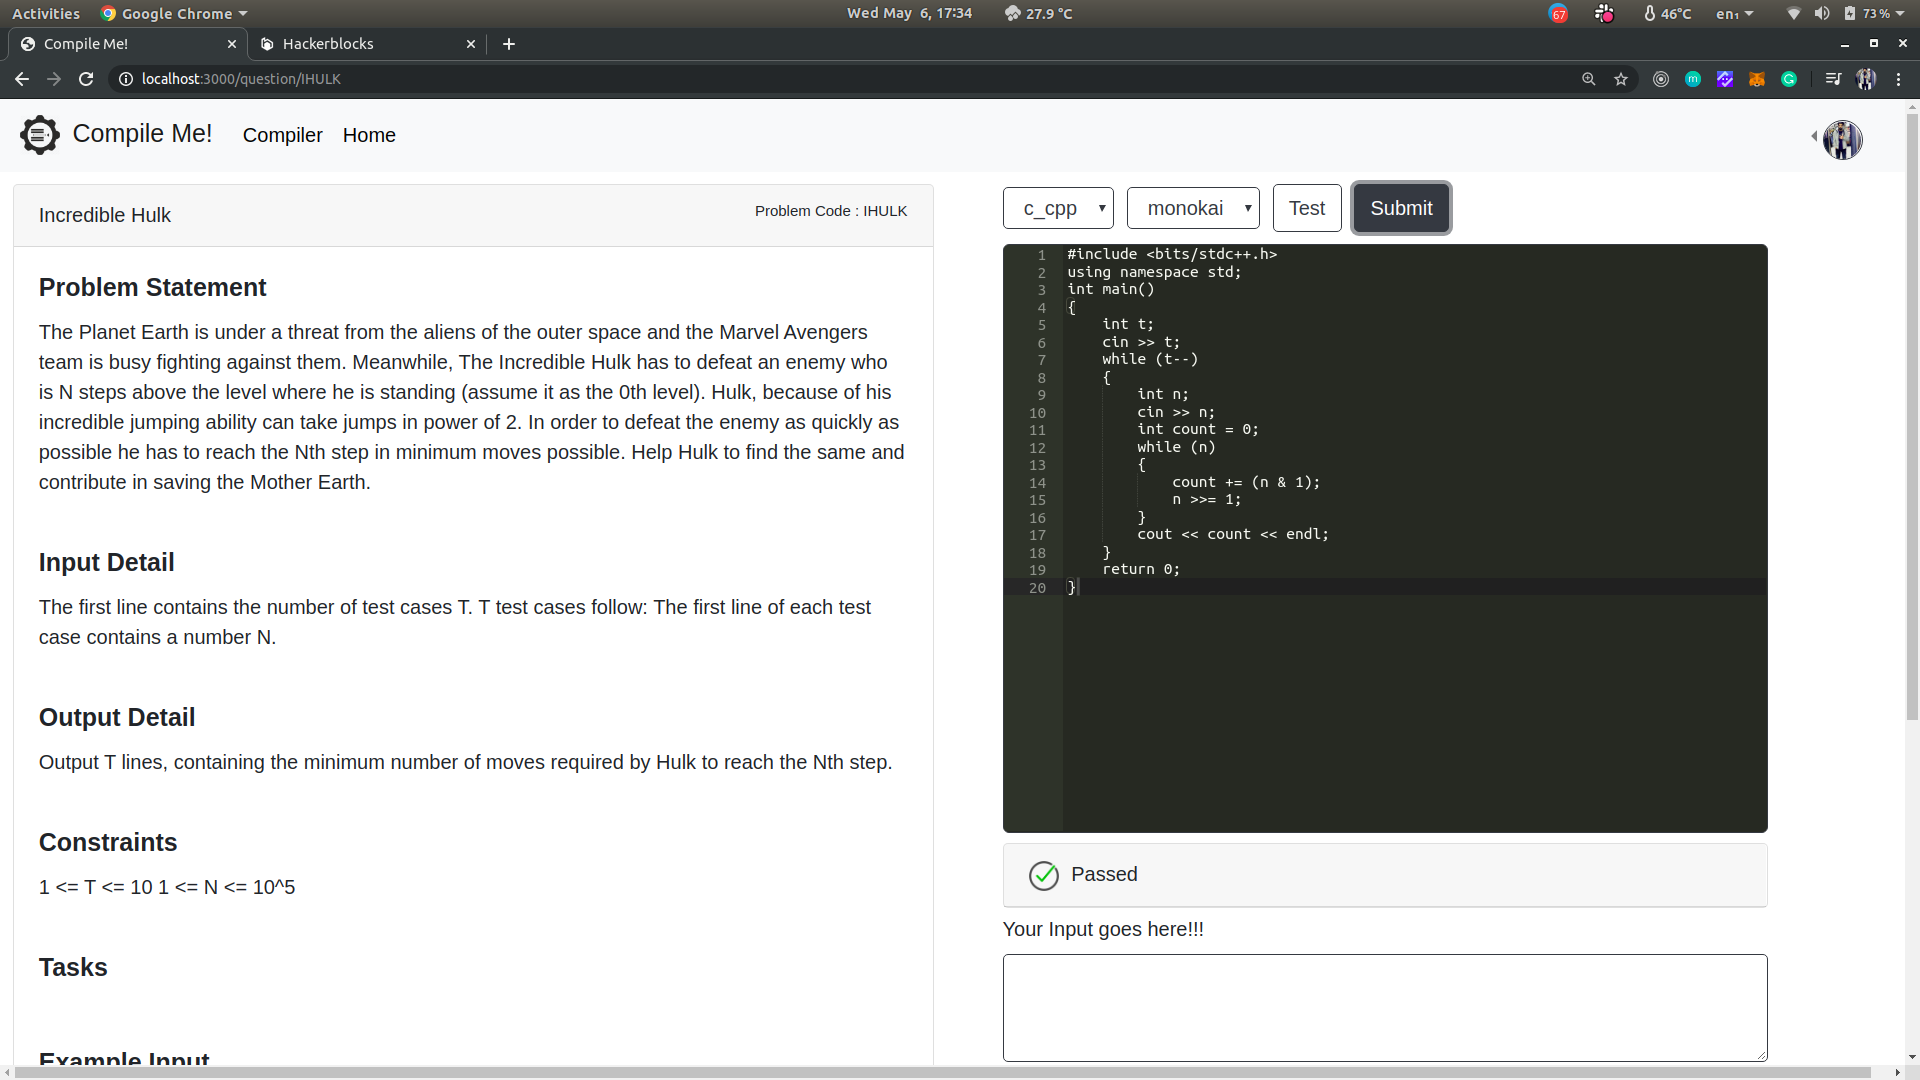 Activities
Google Chrome
Wed May 6, 17:34
27.9 °C
67
46°C
en₁
73 %
Compile Me!
Hackerblocks
localhost:3000/question/IHULK
Compile Me!
Compiler
Home
Incredible Hulk
Problem Code : IHULK
Problem Statement
The Planet Earth is under a threat from the aliens of the outer space and the Marvel Avengers
team is busy fighting against them. Meanwhile, The Incredible Hulk has to defeat an enemy who
is N steps above the level where he is standing (assume it as the 0th level). Hulk, because of his
incredible jumping ability can take jumps in power of 2. In order to defeat the enemy as quickly as
possible he has to reach the Nth step in minimum moves possible. Help Hulk to find the same and
contribute in saving the Mother Earth.
Input Detail
The first line contains the number of test cases T. T test cases follow: The first line of each test
case contains a number N.
Output Detail
Output T lines, containing the minimum number of moves required by Hulk to reach the Nth step.
Constraints
1 <= T <= 10 1 <= N <= 10^5
Tasks
Example Input
c_cpp
monokai
Test
Submit
1 #include <bits/stdc++.h>
2 using namespace std;
3 int main()
4 {
5 int t;
6 cin >> t;
7 while (t--)
8 {
9 int n;
10 cin >> n;
11 int count = 0;
12 while (n)
13 {
14 count += (n & 1);
15 n >>= 1;
16 }
17 cout << count << endl;
18 }
19 return 0;
20 }
Passed
Your Input goes here!!!